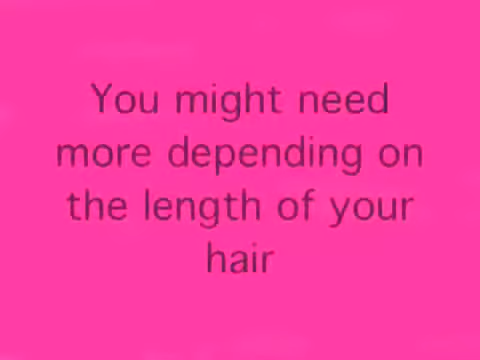 You might need
more depending on
the length of your
hair